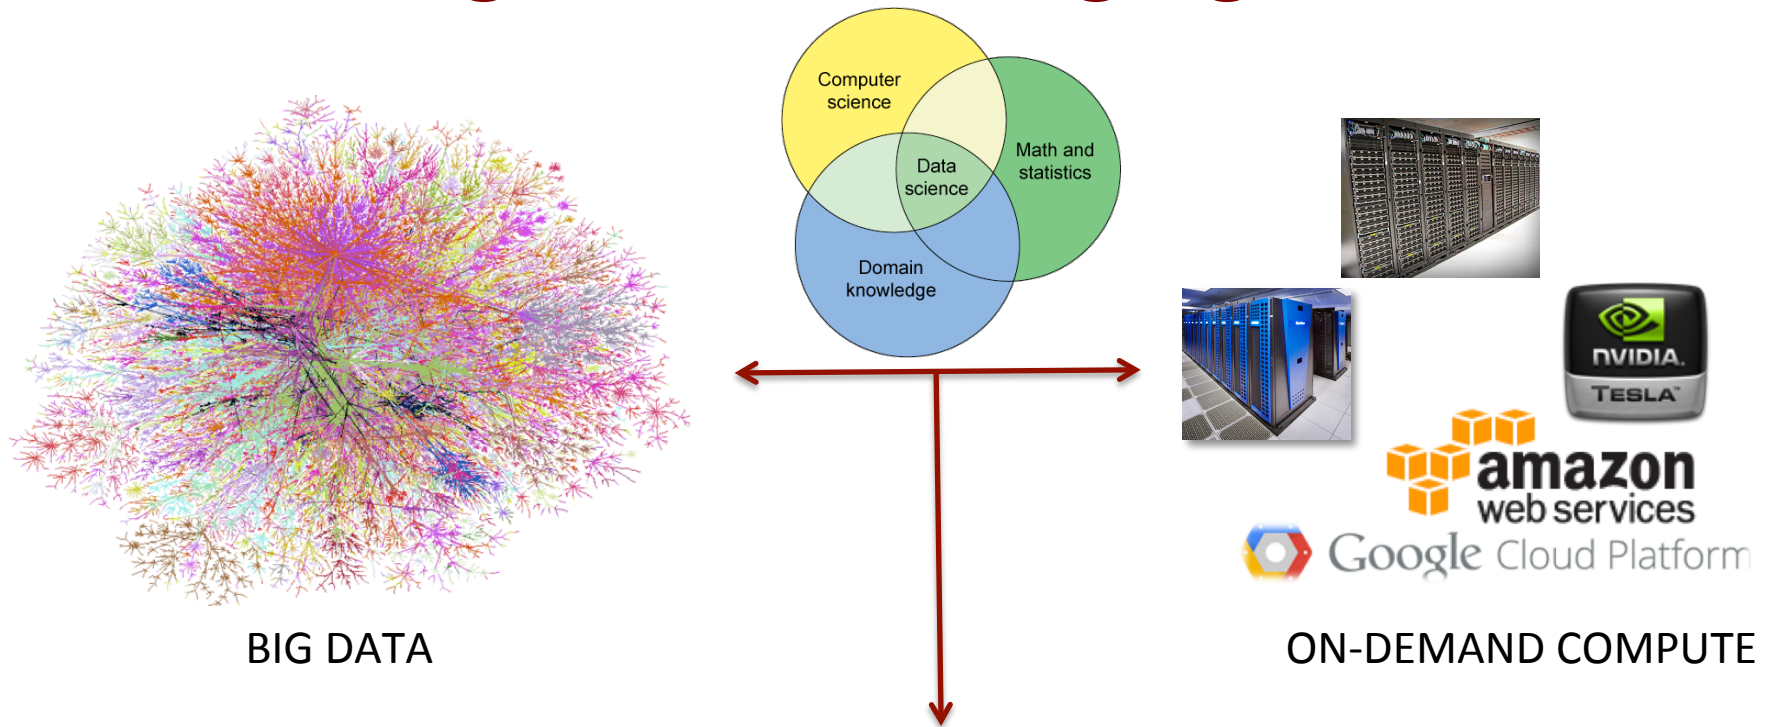 Computer
science
Math and
statistics
Data
science
Domain
knowledge
NVIDIA.
TESLA™
amazon
web services
Google Cloud Platform
BIG DATA
ON-DEMAND COMPUTE